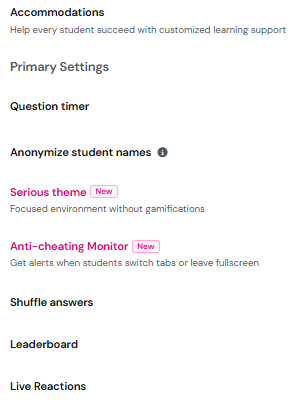 Accommodations
Help every student succeed with customized learning support
Primary Settings
Question timer
Anonymize student names
Serious theme New
Focused environment without gamifications
Anti-cheating Monitor New
Get alerts when students switch tabs or leave fullscreen
Shuffle answers
Leaderboard
Live Reactions